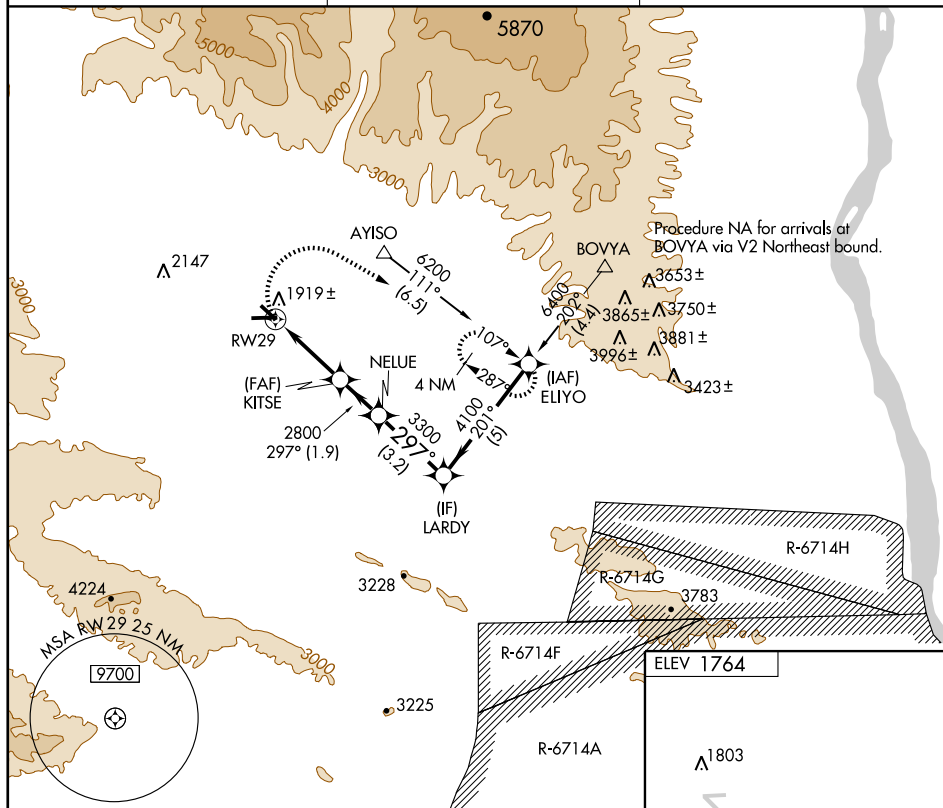 5870
5000
4000
3000
3000
Procedure NA for arrivals at
BOVYA via V2 Northeast bound.
AYISO
6200
111°
(6.5)
BOVYA
6400
202°
(4.4)
2147
1919±
3653±
3865±
3750±
3996±
3881±
3423±
RW29
107°
287°
4 NM
(IAF)
ELIYO
NELUE
(FAF)
KITSE
4100
201°
(5)
2800
297° (1.9)
3300
297°
(3.2)
(IF)
LARDY
R-6714H
R-6714G
3783
3228
4224
3000
R-6714F
MSA RW29 25 NM
9700
3225
R-6714A
ELEV 1764
1803